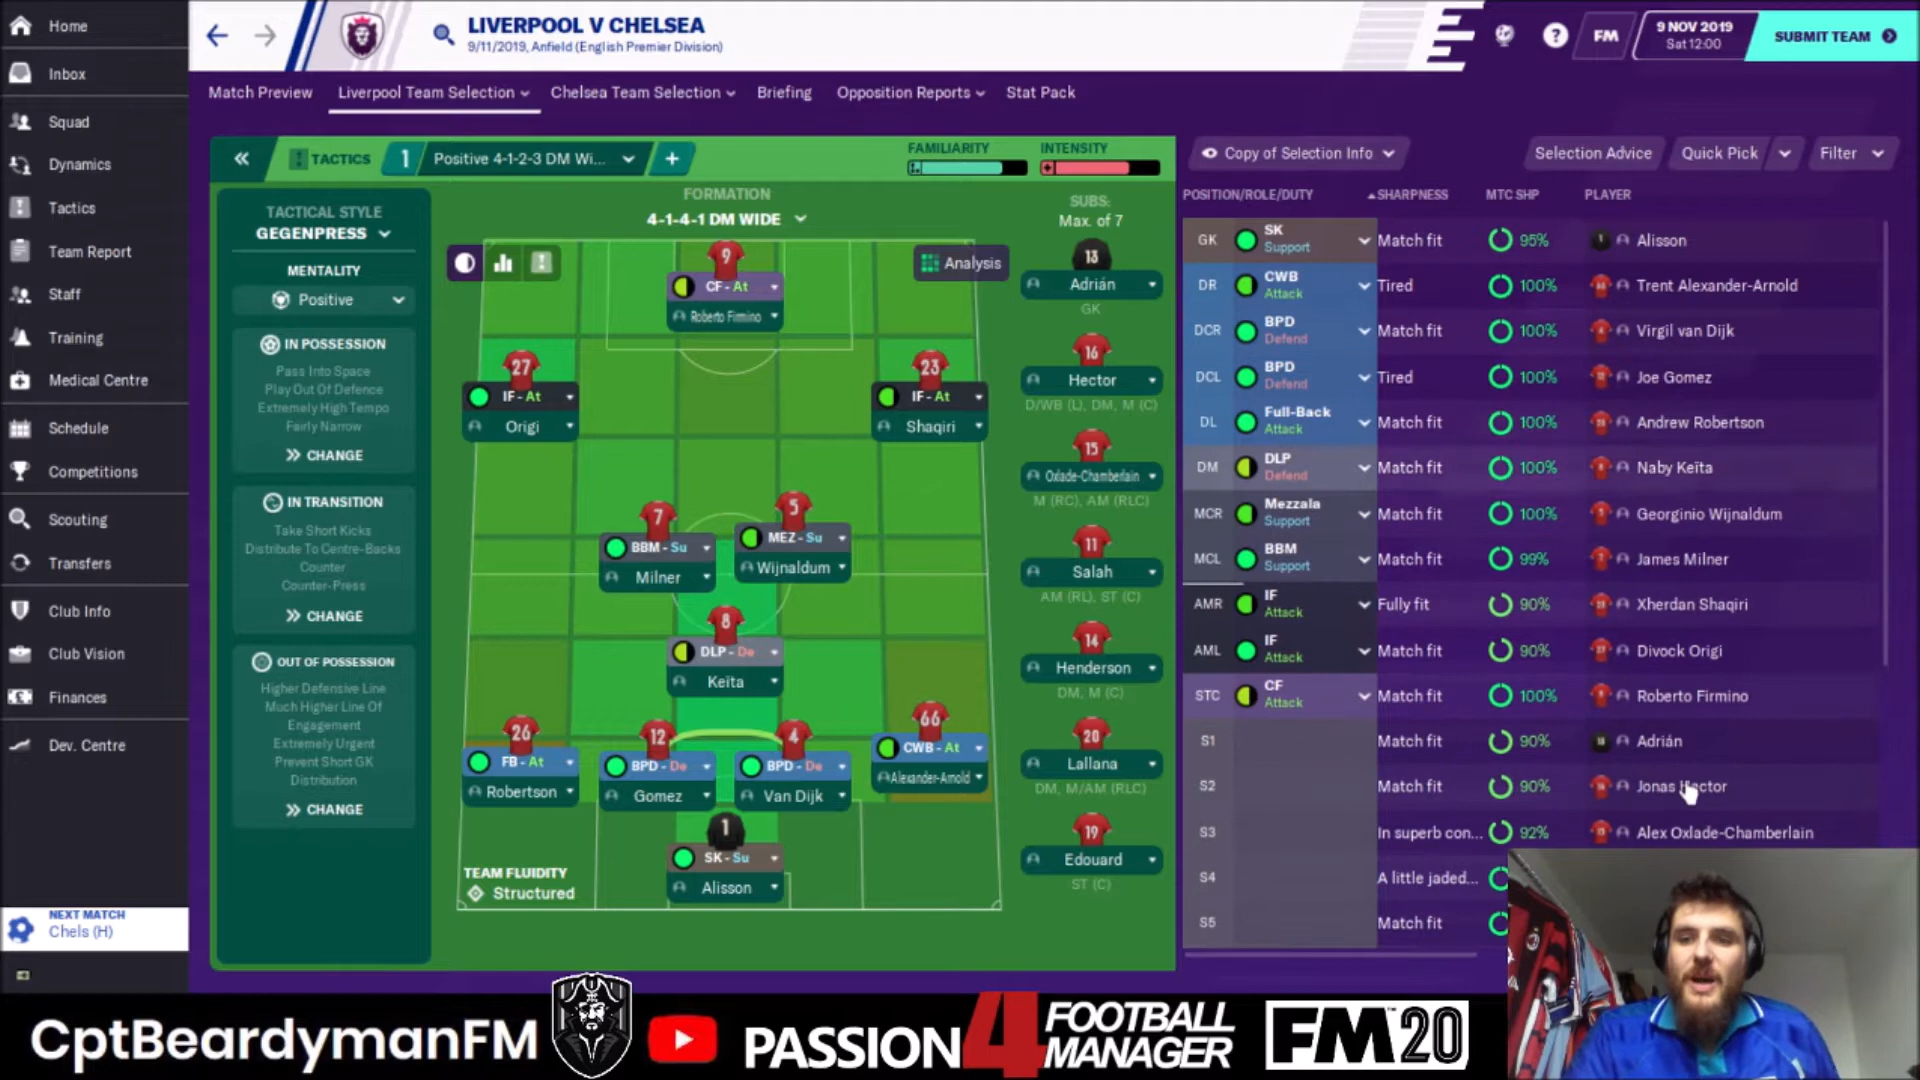 Home
Inbox
Squad
Dynamics
Tactics
Team Report
Staff
Training
Medical Centre
Schedule
Competitions
Scouting
Transfers
Club Info
Club Vision
Finances
Dev. Centre
NEXT MATCH
Chels (H)
LIVERPOOL V CHELSEA
9/11/2019, Anfield (English Premier Division)
? FM
9 NOV 2019
Sat 12:00
SUBMIT TEAM
Match Preview Liverpool Team Selection Chelsea Team Selection Briefing Opposition Reports Stat Pack
TACTICS 1 Positive 4-1-2-3 DM Wi... +
FAMILIARITY INTENSITY
TACTICAL STYLE
GEGENPRESS
MENTALITY
Positive
IN POSSESSION
Pass Into Space
Play Out Of Defence
Extremely High Tempo
Fairly Narrow
CHANGE
IN TRANSITION
Take Short Kicks
Distribute To Centre-Backs
Counter
Counter-Press
CHANGE
OUT OF POSSESSION
Higher Defensive Line
Much Higher Line Of
Engagement
Extremely Urgent
Prevent Short GK
Distribution
CHANGE
FORMATION
4-1-4-1 DM WIDE
Analysis
9
CF - At
Roberto Firmino
27
IF - At
Origi
23
IF - At
Shaqiri
7
BBM - Su
Milner
5
MEZ - Su
Wijnaldum
8
DLP - De
Keïta
26
FB - At
Robertson
12
BPD - De
Gomez
4
BPD - De
Van Dijk
66
CWB - At
Alexander-Arnold
1
SK - Su
Alisson
TEAM FLUIDITY
Structured
SUBS:
Max. of 7
13
Adrián
GK
16
Hector
D/WB (L), DM, M (C)
15
Oxlade-Chamberlain
M (RC), AM (RLC)
11
Salah
AM (RL), ST (C)
14
Henderson
DM, M (C)
20
Lallana
DM, M/AM (RLC)
19
Edouard
ST (C)
Copy of Selection Info Selection Advice Quick Pick Filter
POSITION/ROLE/DUTY SHARPNESS MTC SHP PLAYER
GK SK Support Match fit 95% Alisson
DR CWB Attack Tired 100% Trent Alexander-Arnold
DCR BPD Defend Match fit 100% Virgil van Dijk
DCL BPD Defend Tired 100% Joe Gomez
DL Full-Back Attack Match fit 100% Andrew Robertson
DM DLP Defend Match fit 100% Naby Keïta
MCR Mezzala Support Match fit 100% Georginio Wijnaldum
MCL BBM Support Match fit 99% James Milner
AMR IF Attack Fully fit 90% Xherdan Shaqiri
AML IF Attack Match fit 90% Divock Origi
STC CF Attack Match fit 100% Roberto Firmino
S1 Match fit 90% Adrián
S2 Match fit 90% Jonas Hector
S3 In superb con... 92% Alex Oxlade-Chamberlain
S4 A little jaded...
S5 Match fit
CptBeardymanFM PASSION 4 FOOTBALL MANAGER FM20